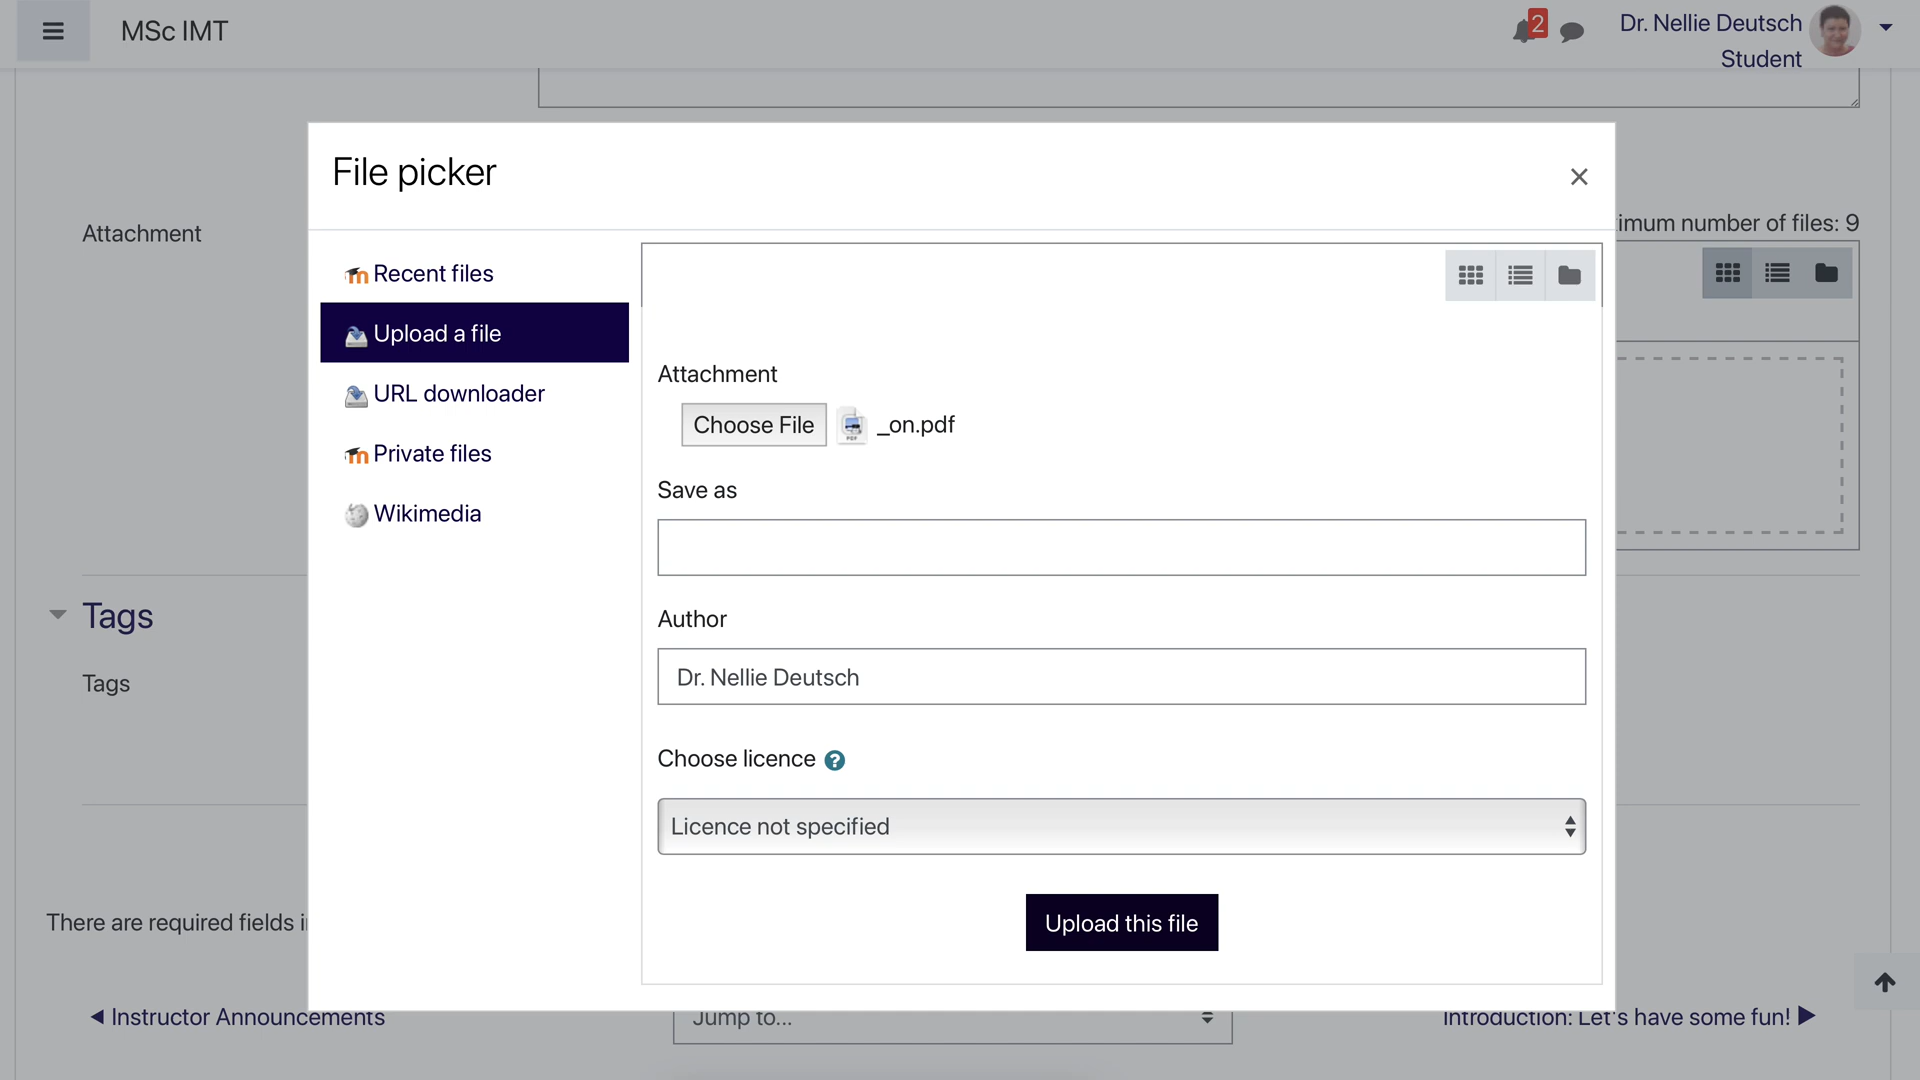 MSc IMT
2
Dr. Nellie Deutsch
Student
File picker
Attachment
imum number of files: 9
Recent files
Upload a file
URL downloader
Private files
Wikimedia
Attachment
Choose File
PDF
_on.pdf
Save as
Author
Dr. Nellie Deutsch
Choose licence ?
Licence not specified
Upload this file
Tags
Tags
There are required fields i
Instructor Announcements
Jump to...
Introduction: Let's have some fun!